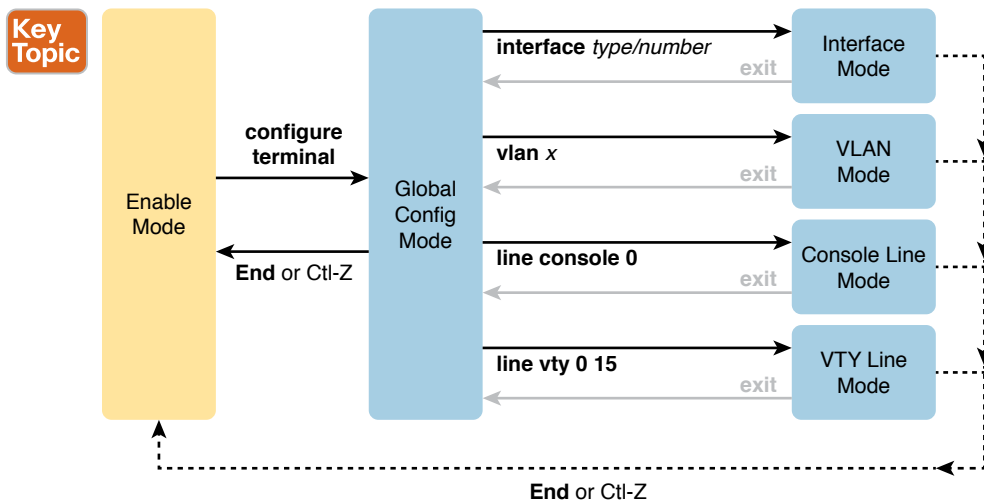 Key
Topic
Enable
Mode
configure
terminal
End or Ctl-Z
Global
Config
Mode
interface type/number
exit
Interface
Mode
vlan x
exit
VLAN
Mode
line console 0
exit
Console Line
Mode
line vty 0 15
exit
VTY Line
Mode
End or Ctl-Z